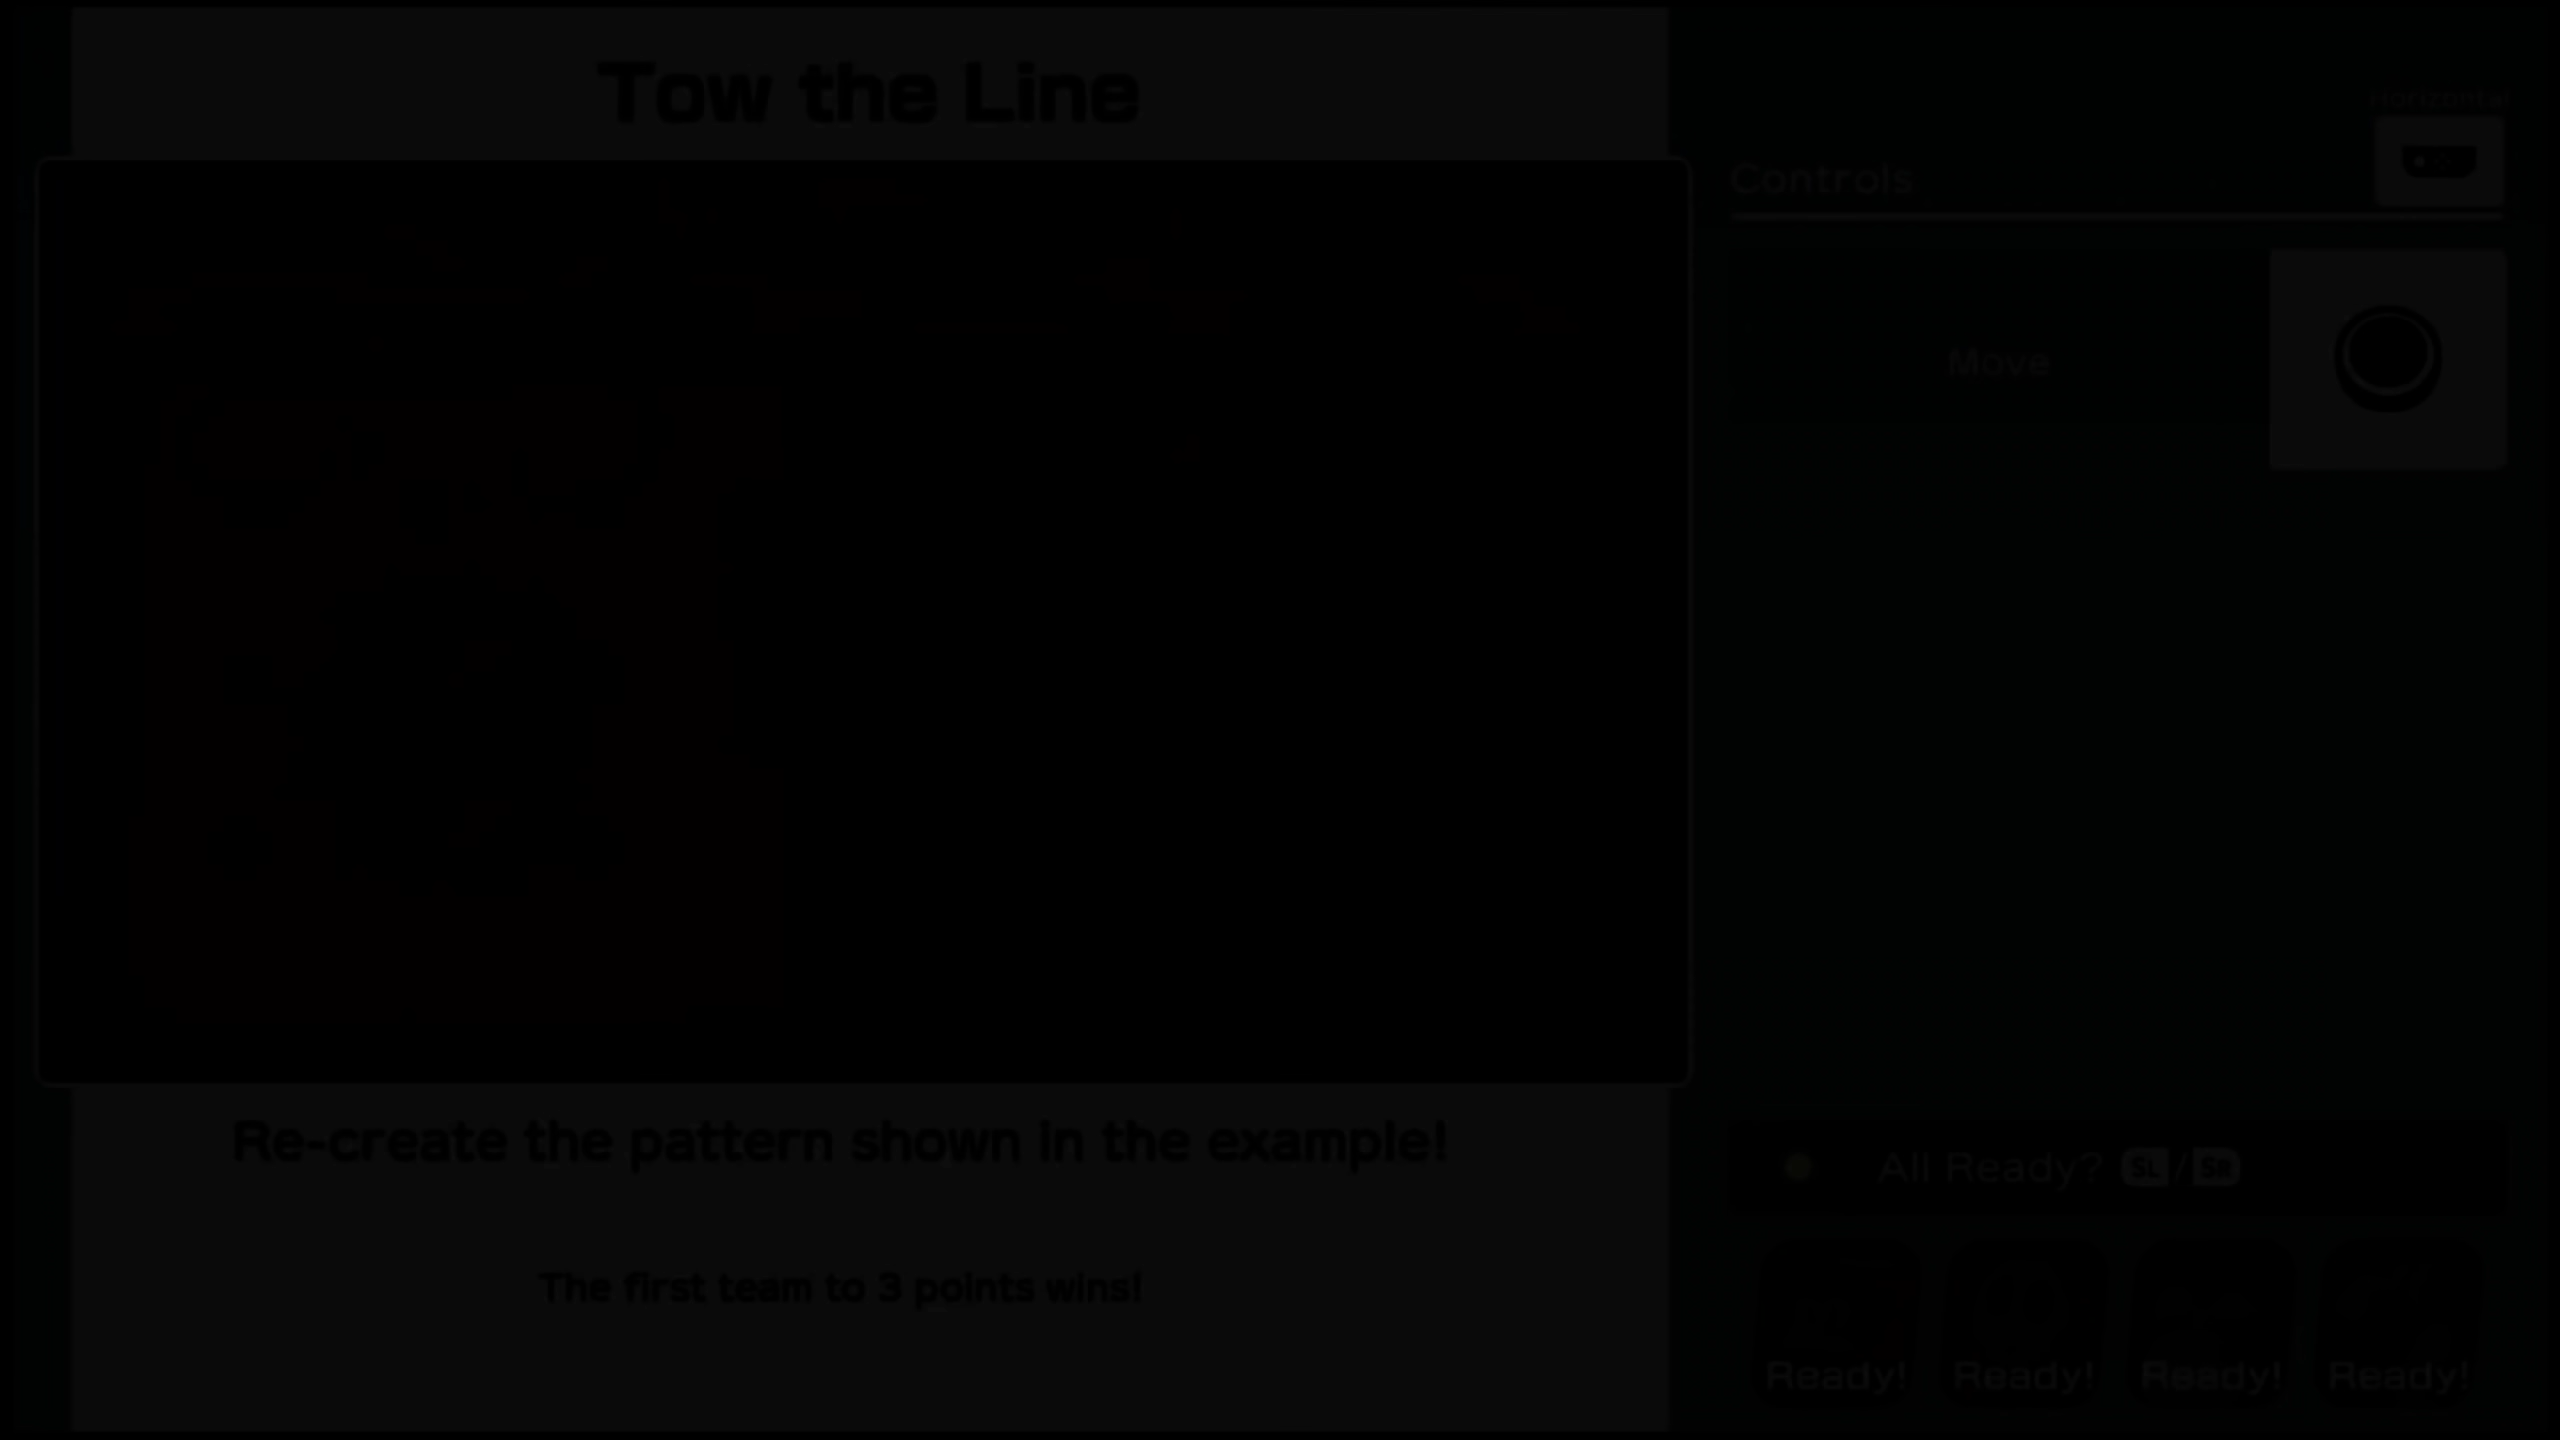 Tow the Line
Horizontal
Controls
Move
Re-create the pattern shown in the example!
The first team to 3 points wins!
All Ready? SL/SR
Ready! Ready! Ready! Ready!